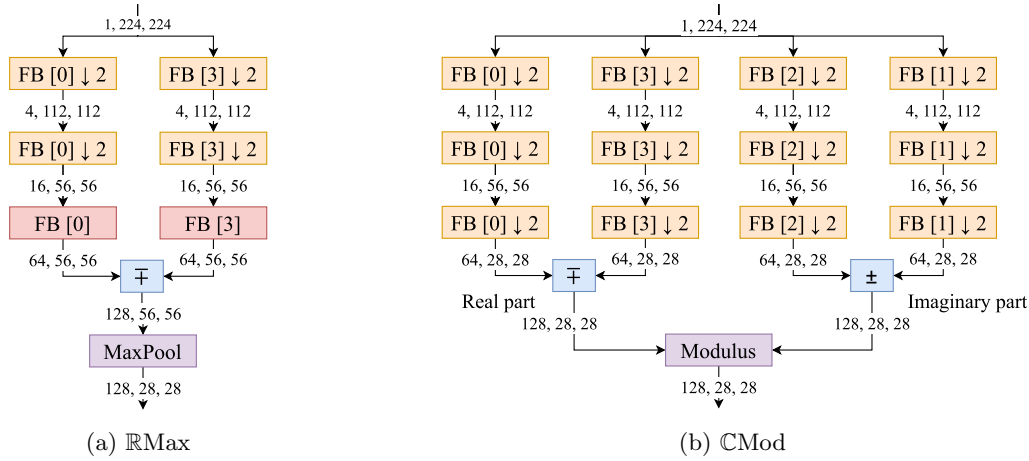 1, 224, 224
FB [0] ↓ 2 FB [3] ↓ 2
4, 112, 112 4, 112, 112
FB [0] ↓ 2 FB [3] ↓ 2
16, 56, 56 16, 56, 56
FB [0] FB [3]
64, 56, 56 64, 56, 56
∓
128, 56, 56
MaxPool
128, 28, 28
(a) ℝMax
1, 224, 224
FB [0] ↓ 2 FB [3] ↓ 2 FB [2] ↓ 2 FB [1] ↓ 2
4, 112, 112 4, 112, 112 4, 112, 112 4, 112, 112
FB [0] ↓ 2 FB [3] ↓ 2 FB [2] ↓ 2 FB [1] ↓ 2
16, 56, 56 16, 56, 56 16, 56, 56 16, 56, 56
FB [0] ↓ 2 FB [3] ↓ 2 FB [2] ↓ 2 FB [1] ↓ 2
64, 28, 28 64, 28, 28 64, 28, 28 64, 28, 28
∓ ±
Real part Imaginary part
128, 28, 28 128, 28, 28
Modulus
128, 28, 28
(b) ℂMod